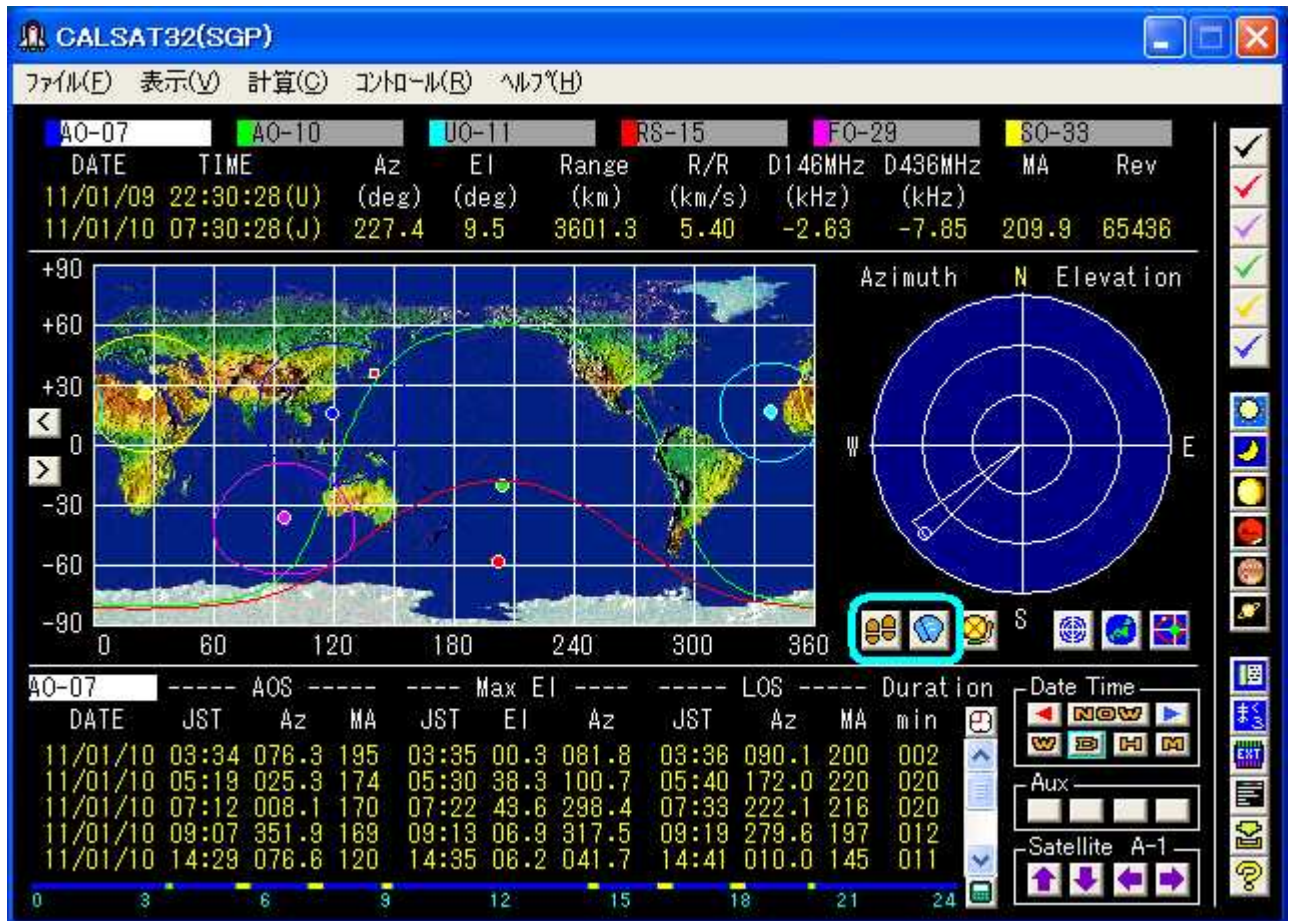 CALSAT32(SGP)
ファイル(F) 表示(V) 計算(C) コントロール(R) ヘルプ(H)
AO-07 AO-10 UO-11 RS-15 FO-29 SO-33
DATE TIME Az El Range R/R D146MHz D436MHz MA Rev
11/01/09 22:30:28(U) (deg) (deg) (km) (km/s) (kHz) (kHz)
11/01/10 07:30:28(J) 227.4 9.5 3601.3 5.40 -2.63 -7.85 209.9 65436
+90
+60
+30
0
-30
-60
-90
0 60 120 180 240 300 360
< >
Azimuth N Elevation
W E
S
AO-07 ----- AOS ----- ---- Max El ---- ----- LOS ----- Duration
DATE JST Az MA JST El Az JST Az MA min
11/01/10 03:34 076.3 195 03:35 00.3 081.8 03:36 090.1 200 002
11/01/10 05:19 025.3 174 05:30 38.3 100.7 05:40 172.0 220 020
11/01/10 07:12 008.1 170 07:22 43.6 298.4 07:33 222.1 216 020
11/01/10 09:07 351.9 169 09:13 06.9 317.5 09:19 279.6 197 012
11/01/10 14:29 076.6 120 14:35 06.2 041.7 14:41 010.0 145 011
0 3 6 9 12 15 18 21 24
Date Time
NOW
W D H M
Aux
Satellite A-1
まく3
EXT
?